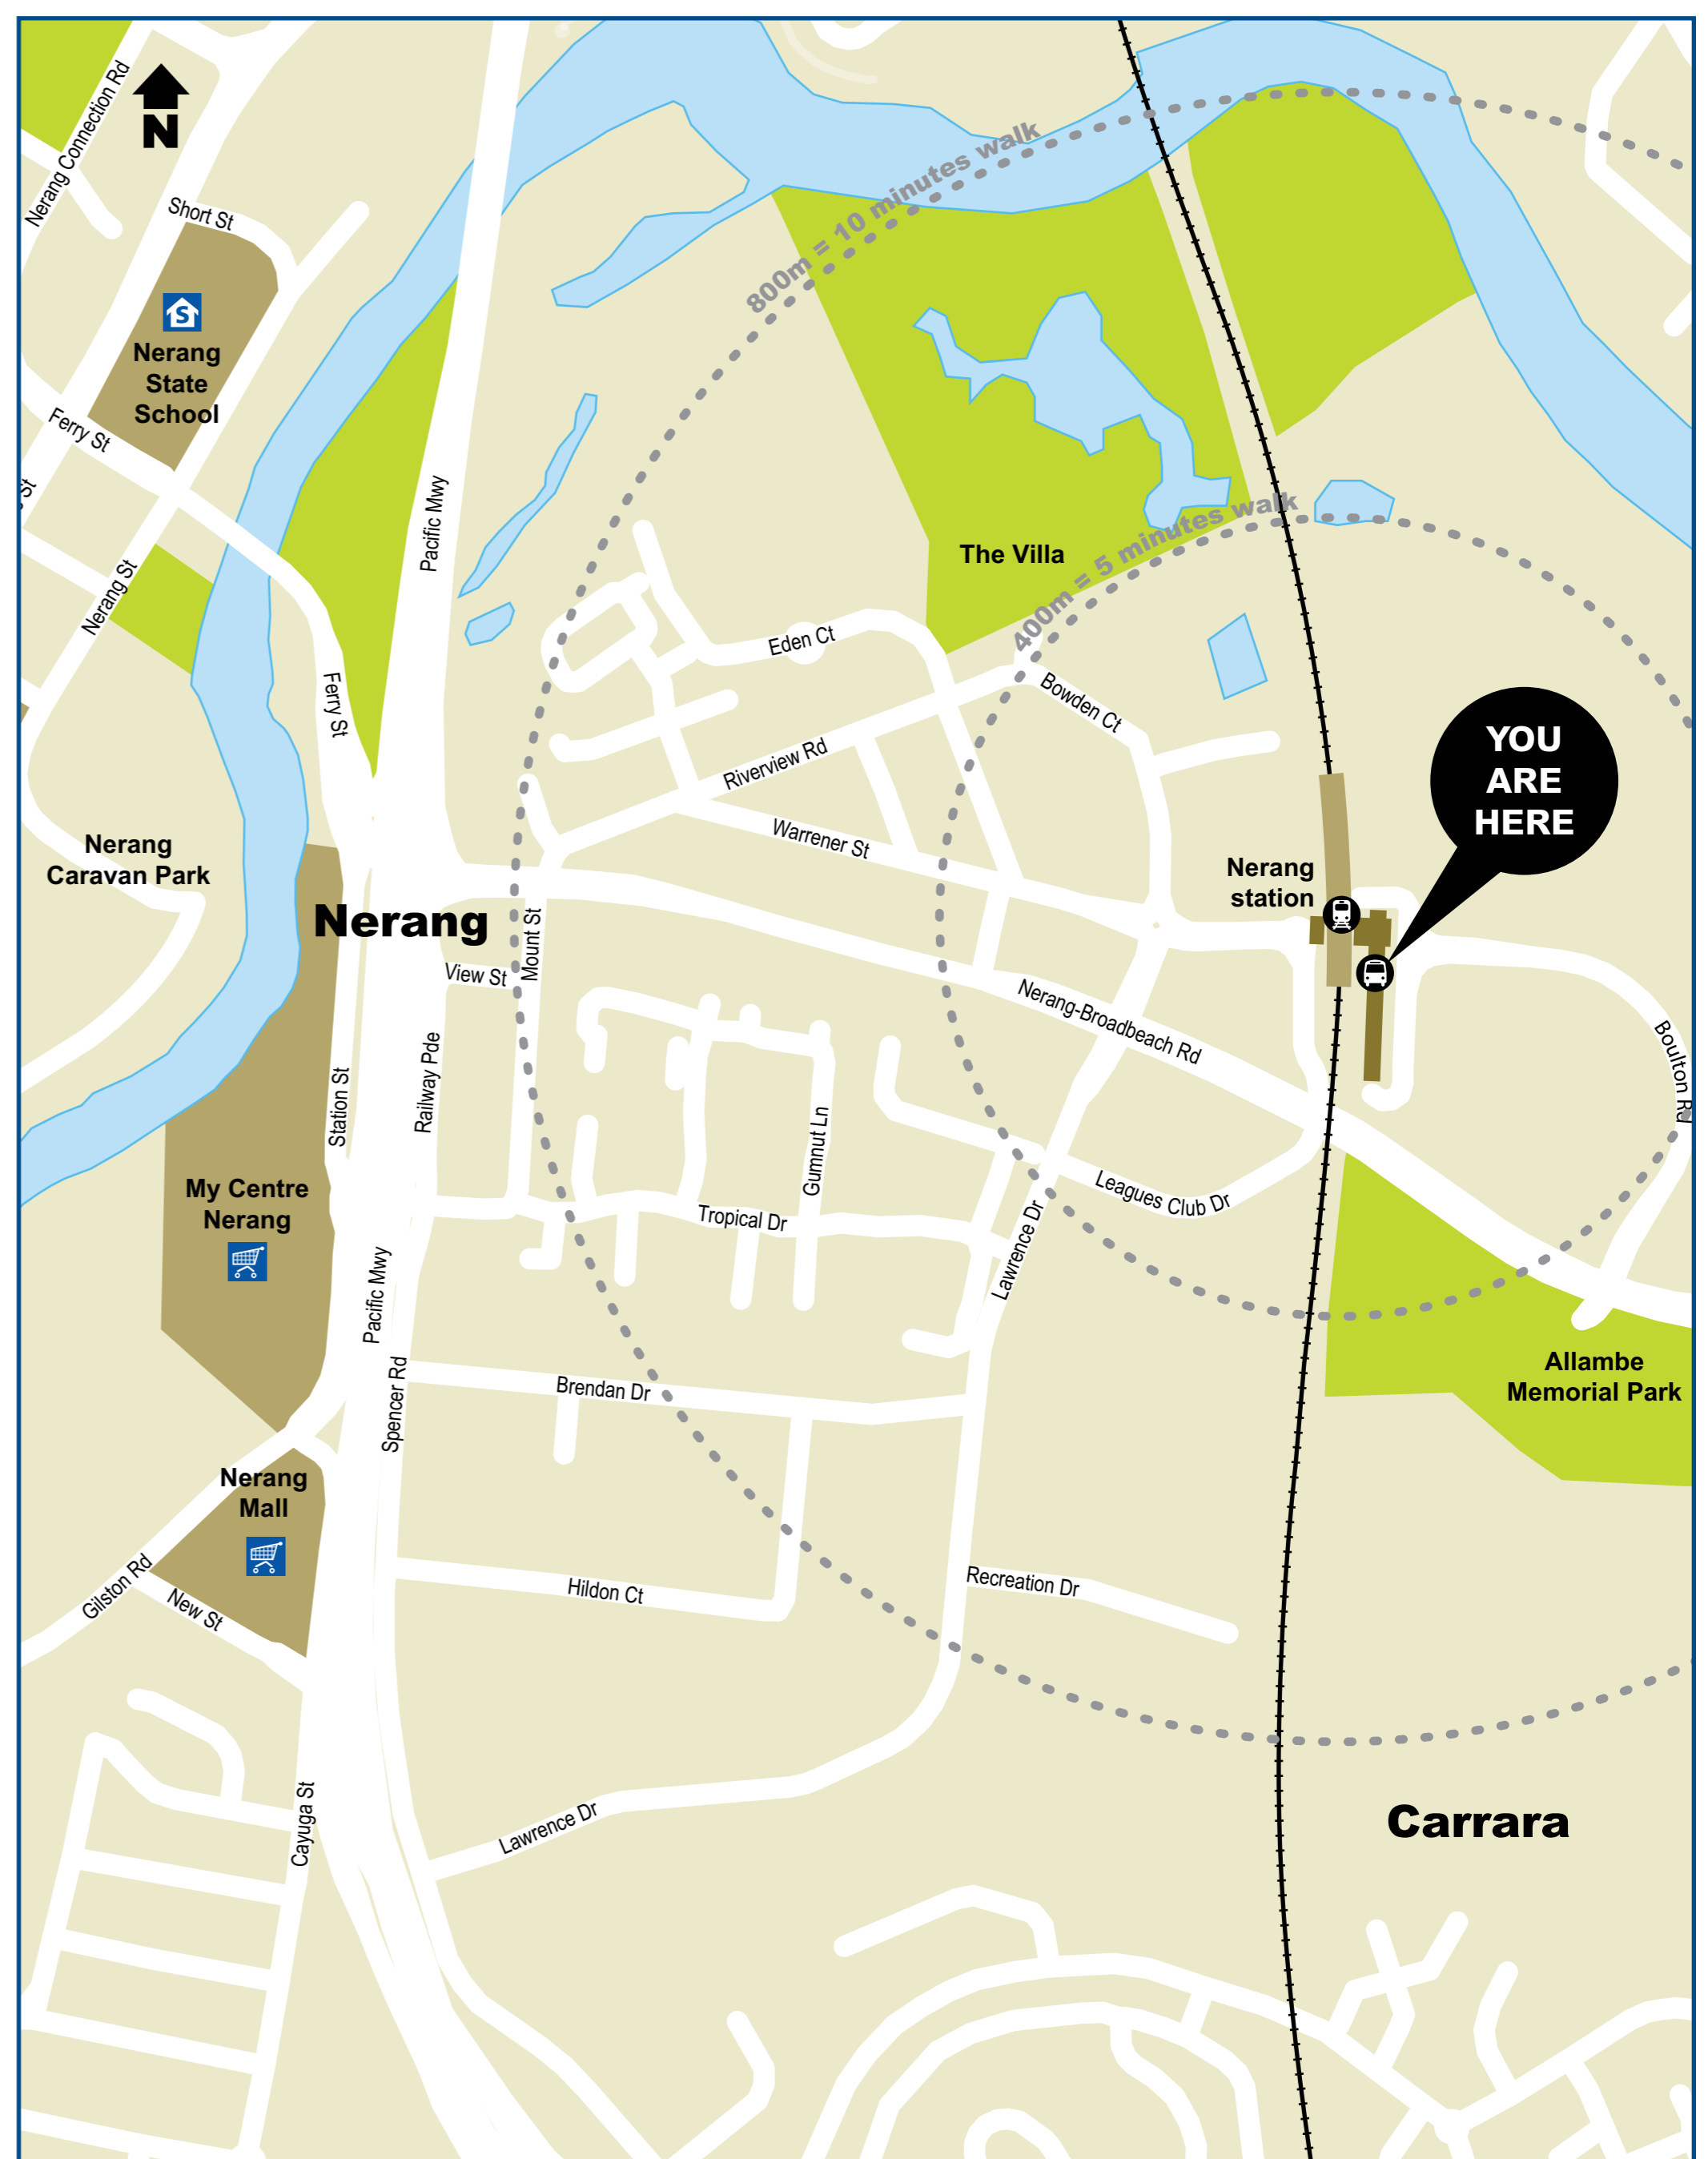 Nerang Connection Rd
N
Short St
800m = 10 minutes walk
Nerang
State
School
Ferry St
St
Pacific Mwy
400m = 5 minutes walk
The Villa
Nerang St
Eden Ct
Ferry St
Bowden Ct
YOU
ARE
HERE
Riverview Rd
Warrener St
Nerang
Caravan Park
Nerang
station
Nerang
Mount St
View St
Nerang-Broadbeach Rd
Boulton Rd
Station St
Railway Pde
Gumnut Ln
My Centre
Nerang
Leagues Club Dr
Tropical Dr
Lawrence Dr
Pacific Mwy
Allambe
Memorial Park
Spencer Rd
Brendan Dr
Nerang
Mall
Gilston Rd
New St
Hildon Ct
Recreation Dr
Carrara
Cayuga St
Lawrence Dr